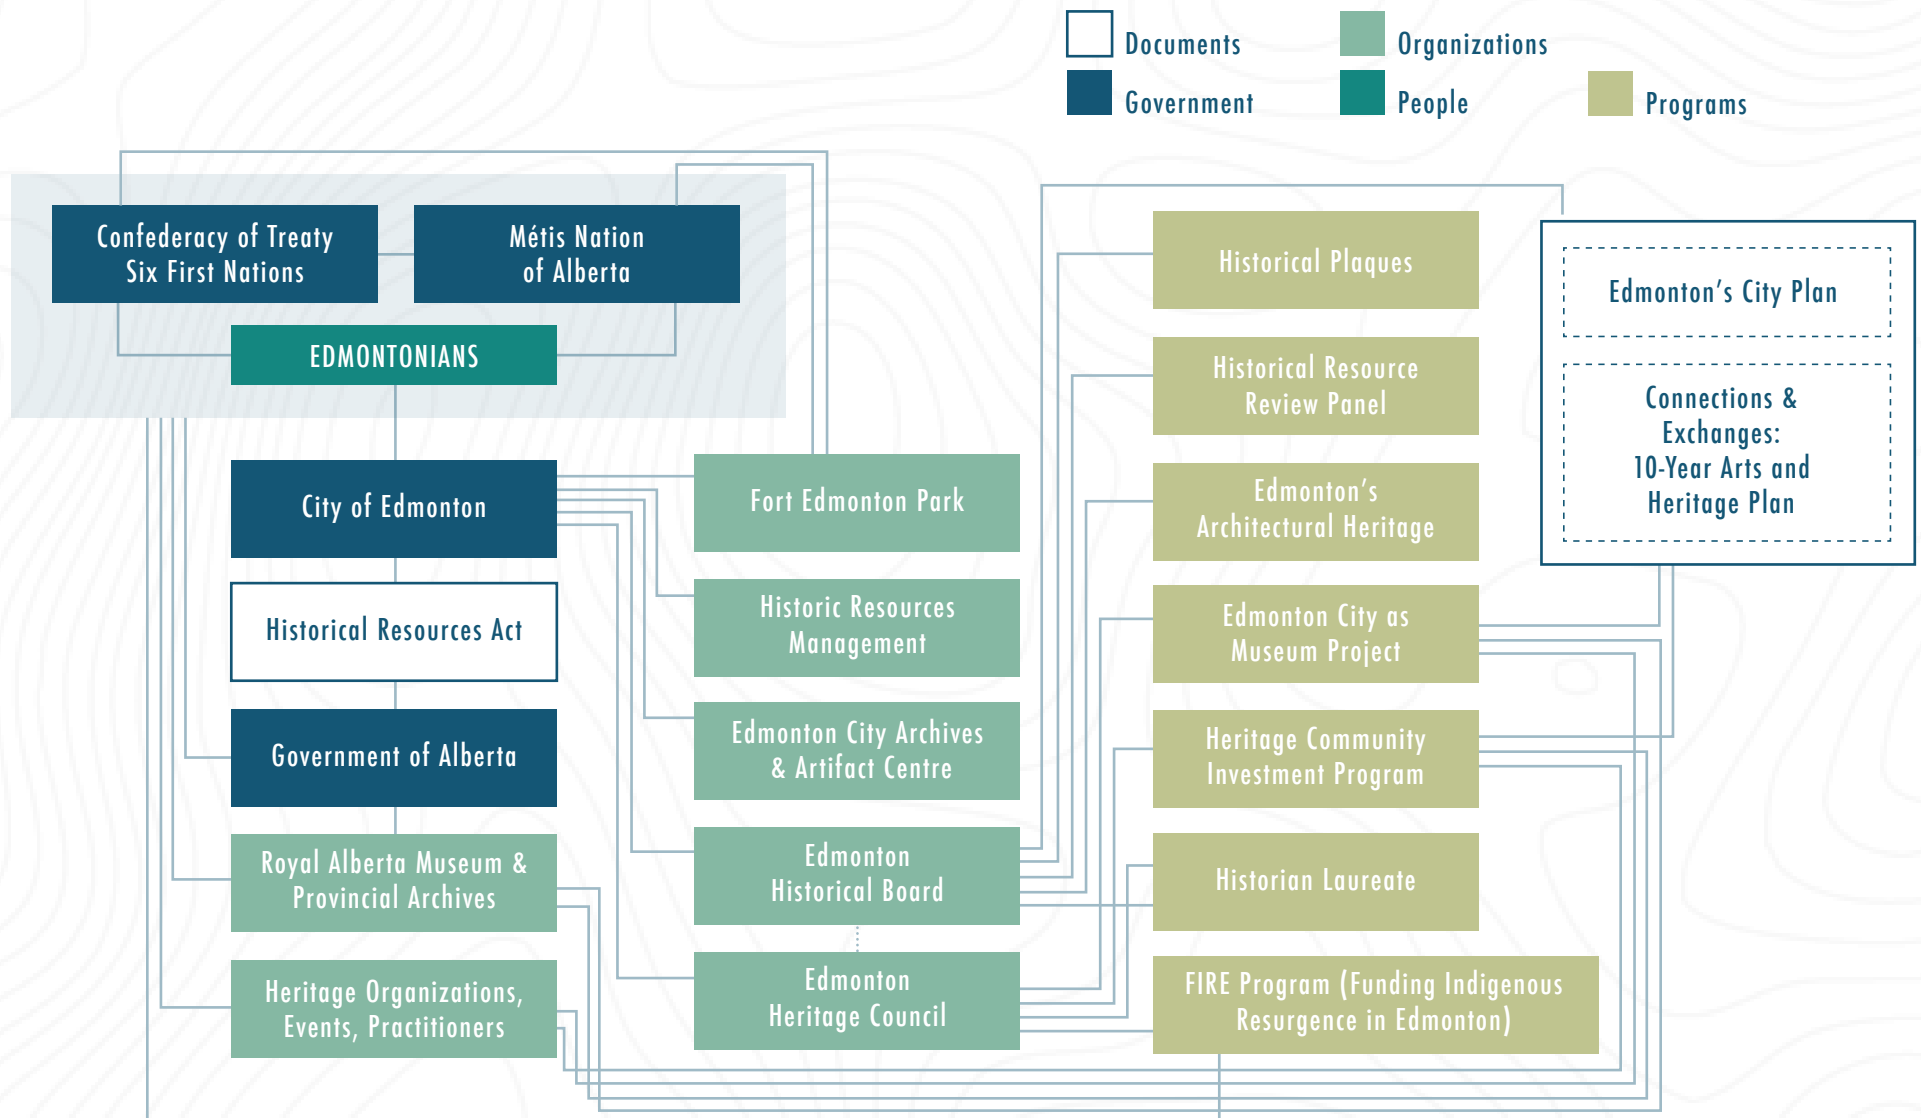 Documents
Organizations
Government
People
Programs
Confederacy of Treaty
Six First Nations
Métis Nation
of Alberta
EDMONTONIANS
City of Edmonton
Historical Resources Act
Government of Alberta
Royal Alberta Museum &
Provincial Archives
Heritage Organizations,
Events, Practitioners
Fort Edmonton Park
Historic Resources
Management
Edmonton City Archives
& Artifact Centre
Edmonton
Historical Board
Edmonton
Heritage Council
Historical Plaques
Historical Resource
Review Panel
Edmonton's
Architectural Heritage
Edmonton City as
Museum Project
Heritage Community
Investment Program
Historian Laureate
FIRE Program (Funding Indigenous
Resurgence in Edmonton)
Edmonton's City Plan
Connections &
Exchanges:
10-Year Arts and
Heritage Plan